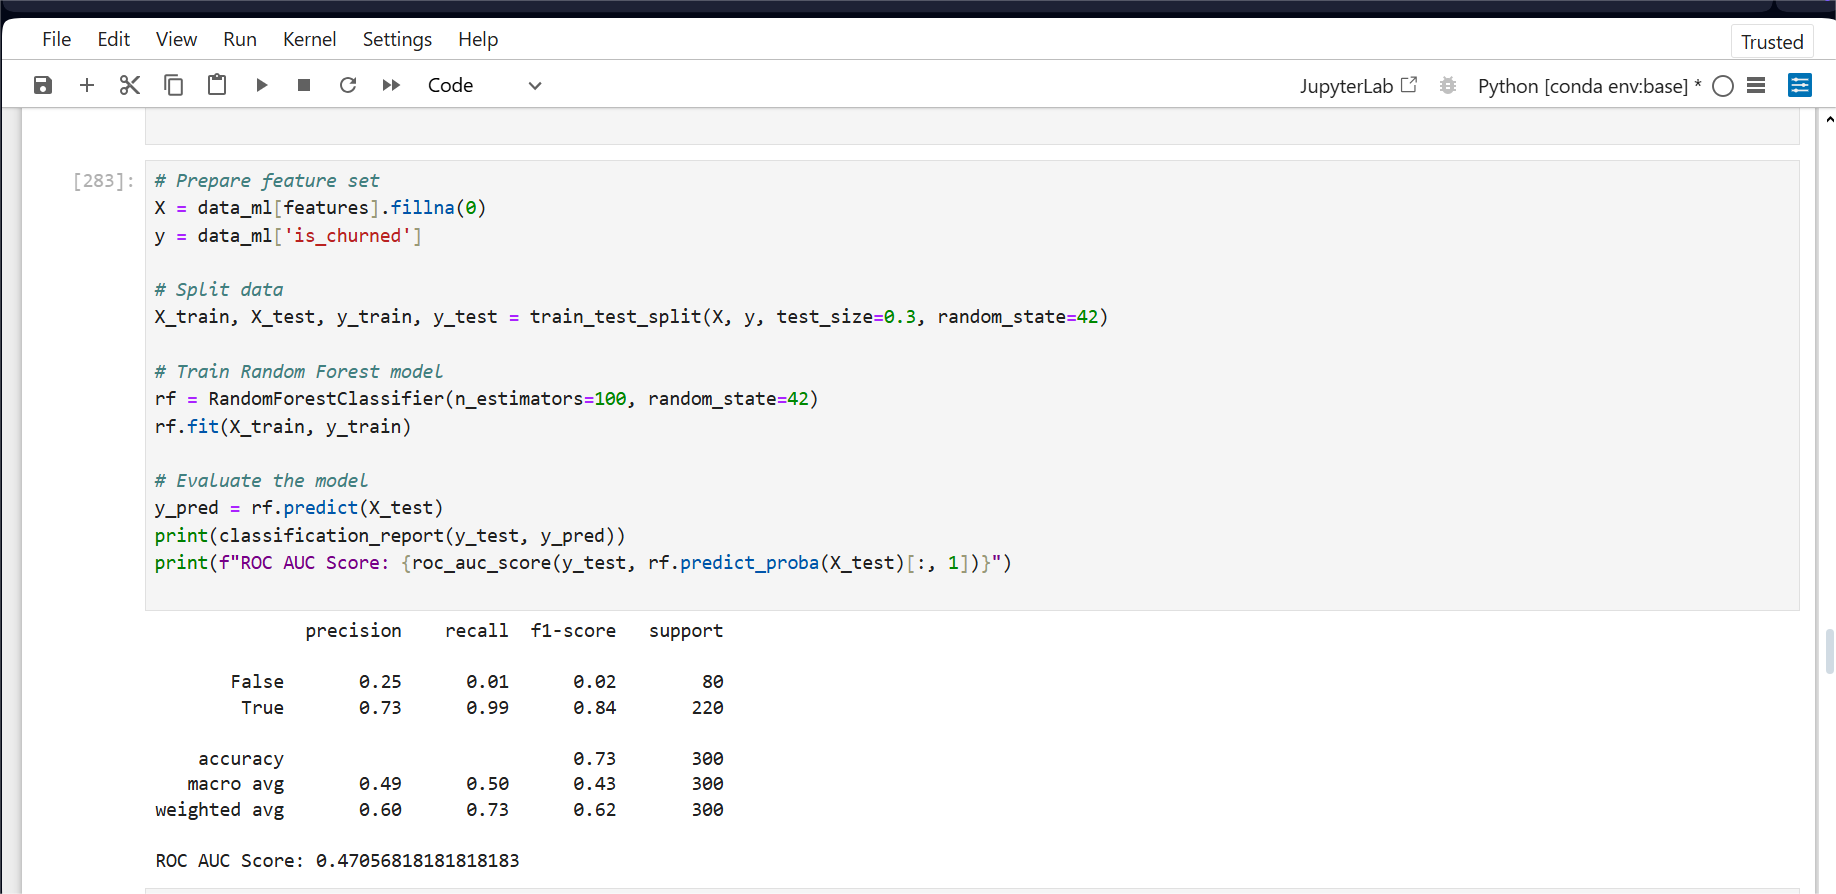 File Edit View Run Kernel Settings Help
Trusted
Code JupyterLab Python [conda env:base] *
[283]:
# Prepare feature set
X = data_ml[features].fillna(0)
y = data_ml['is_churned']
# Split data
X_train, X_test, y_train, y_test = train_test_split(X, y, test_size=0.3, random_state=42)
# Train Random Forest model
rf = RandomForestClassifier(n_estimators=100, random_state=42)
rf.fit(X_train, y_train)
# Evaluate the model
y_pred = rf.predict(X_test)
print(classification_report(y_test, y_pred))
print(f"ROC AUC Score: {roc_auc_score(y_test, rf.predict_proba(X_test)[:, 1])}")
precision recall f1-score support
False 0.25 0.01 0.02 80
True 0.73 0.99 0.84 220
accuracy 0.73 300
macro avg 0.49 0.50 0.43 300
weighted avg 0.60 0.73 0.62 300
ROC AUC Score: 0.47056818181818183